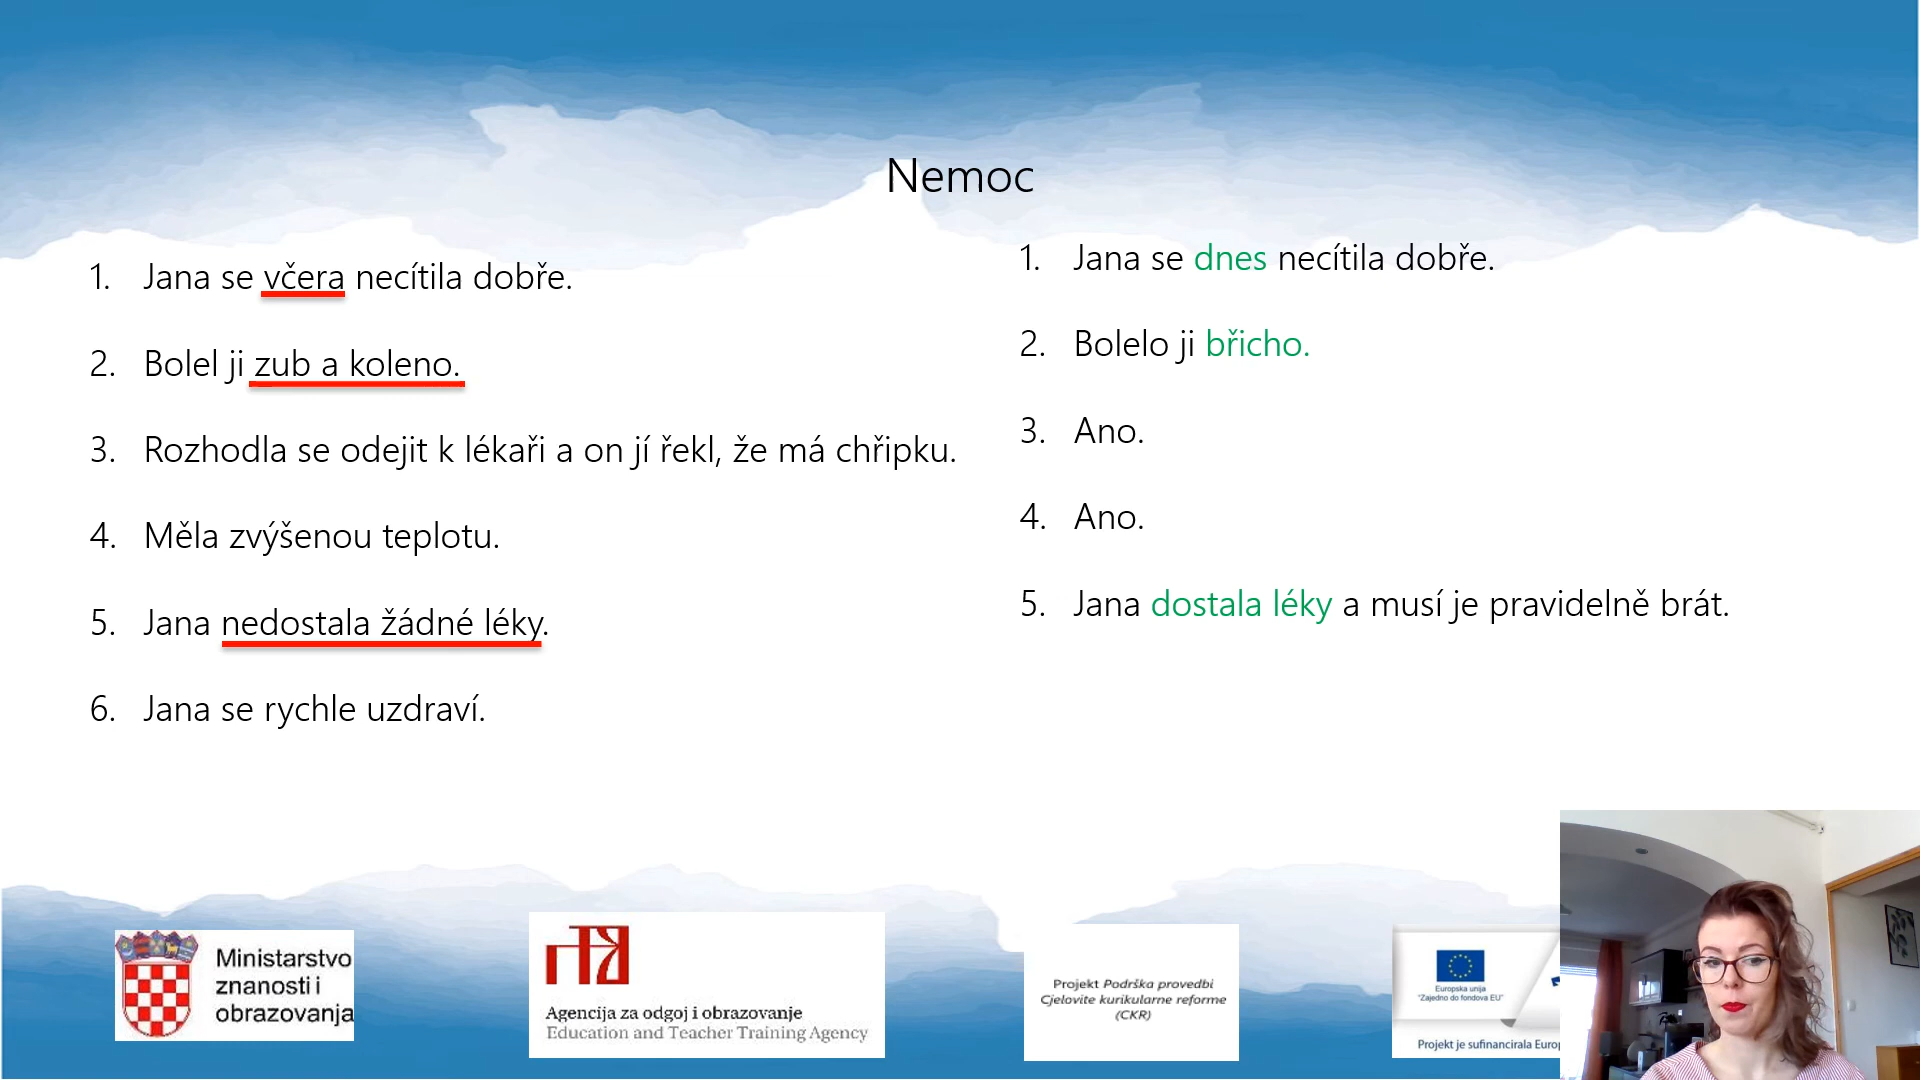 Nemoc
1. Jana se včera necítila dobře.
2. Bolel ji zub a koleno.
3. Rozhodla se odejit k lékaři a on jí řekl, že má chřipku.
4. Měla zvýšenou teplotu.
5. Jana nedostala žádné léky.
6. Jana se rychle uzdraví.
1. Jana se dnes necítila dobře.
2. Bolelo ji břicho.
3. Ano.
4. Ano.
5. Jana dostala léky a musí je pravidelně brát.
Ministarstvo
znanosti i
obrazovanja
Agencija za odgoj i obrazovanje
Education and Teacher Training Agency
Projekt Podrška provedbi
Cjelovite kurikularne reforme
(CKR)
Europska unija
"Zajedno do fondova EU"
Projekt je sufinancirala Europ